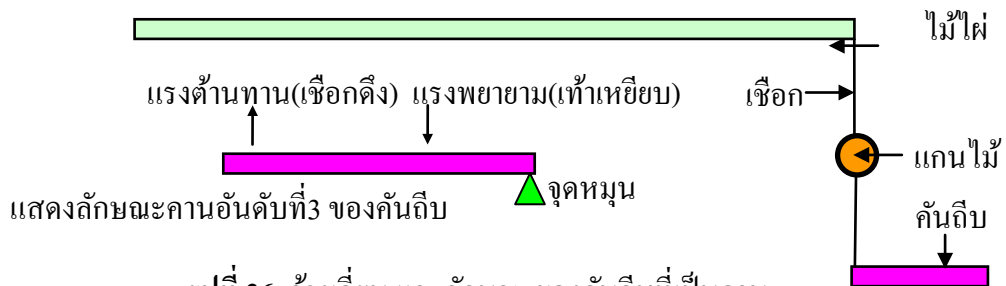 ไม้ไผ่
แรงต้านทาน(เชือกดึง) แรงพยายาม(เท้าเหยียบ) เชือก
แกนไม้
จุดหมุน
แสดงลักษณะคานอันดับที่3 ของคันถีบ
คันถีบ